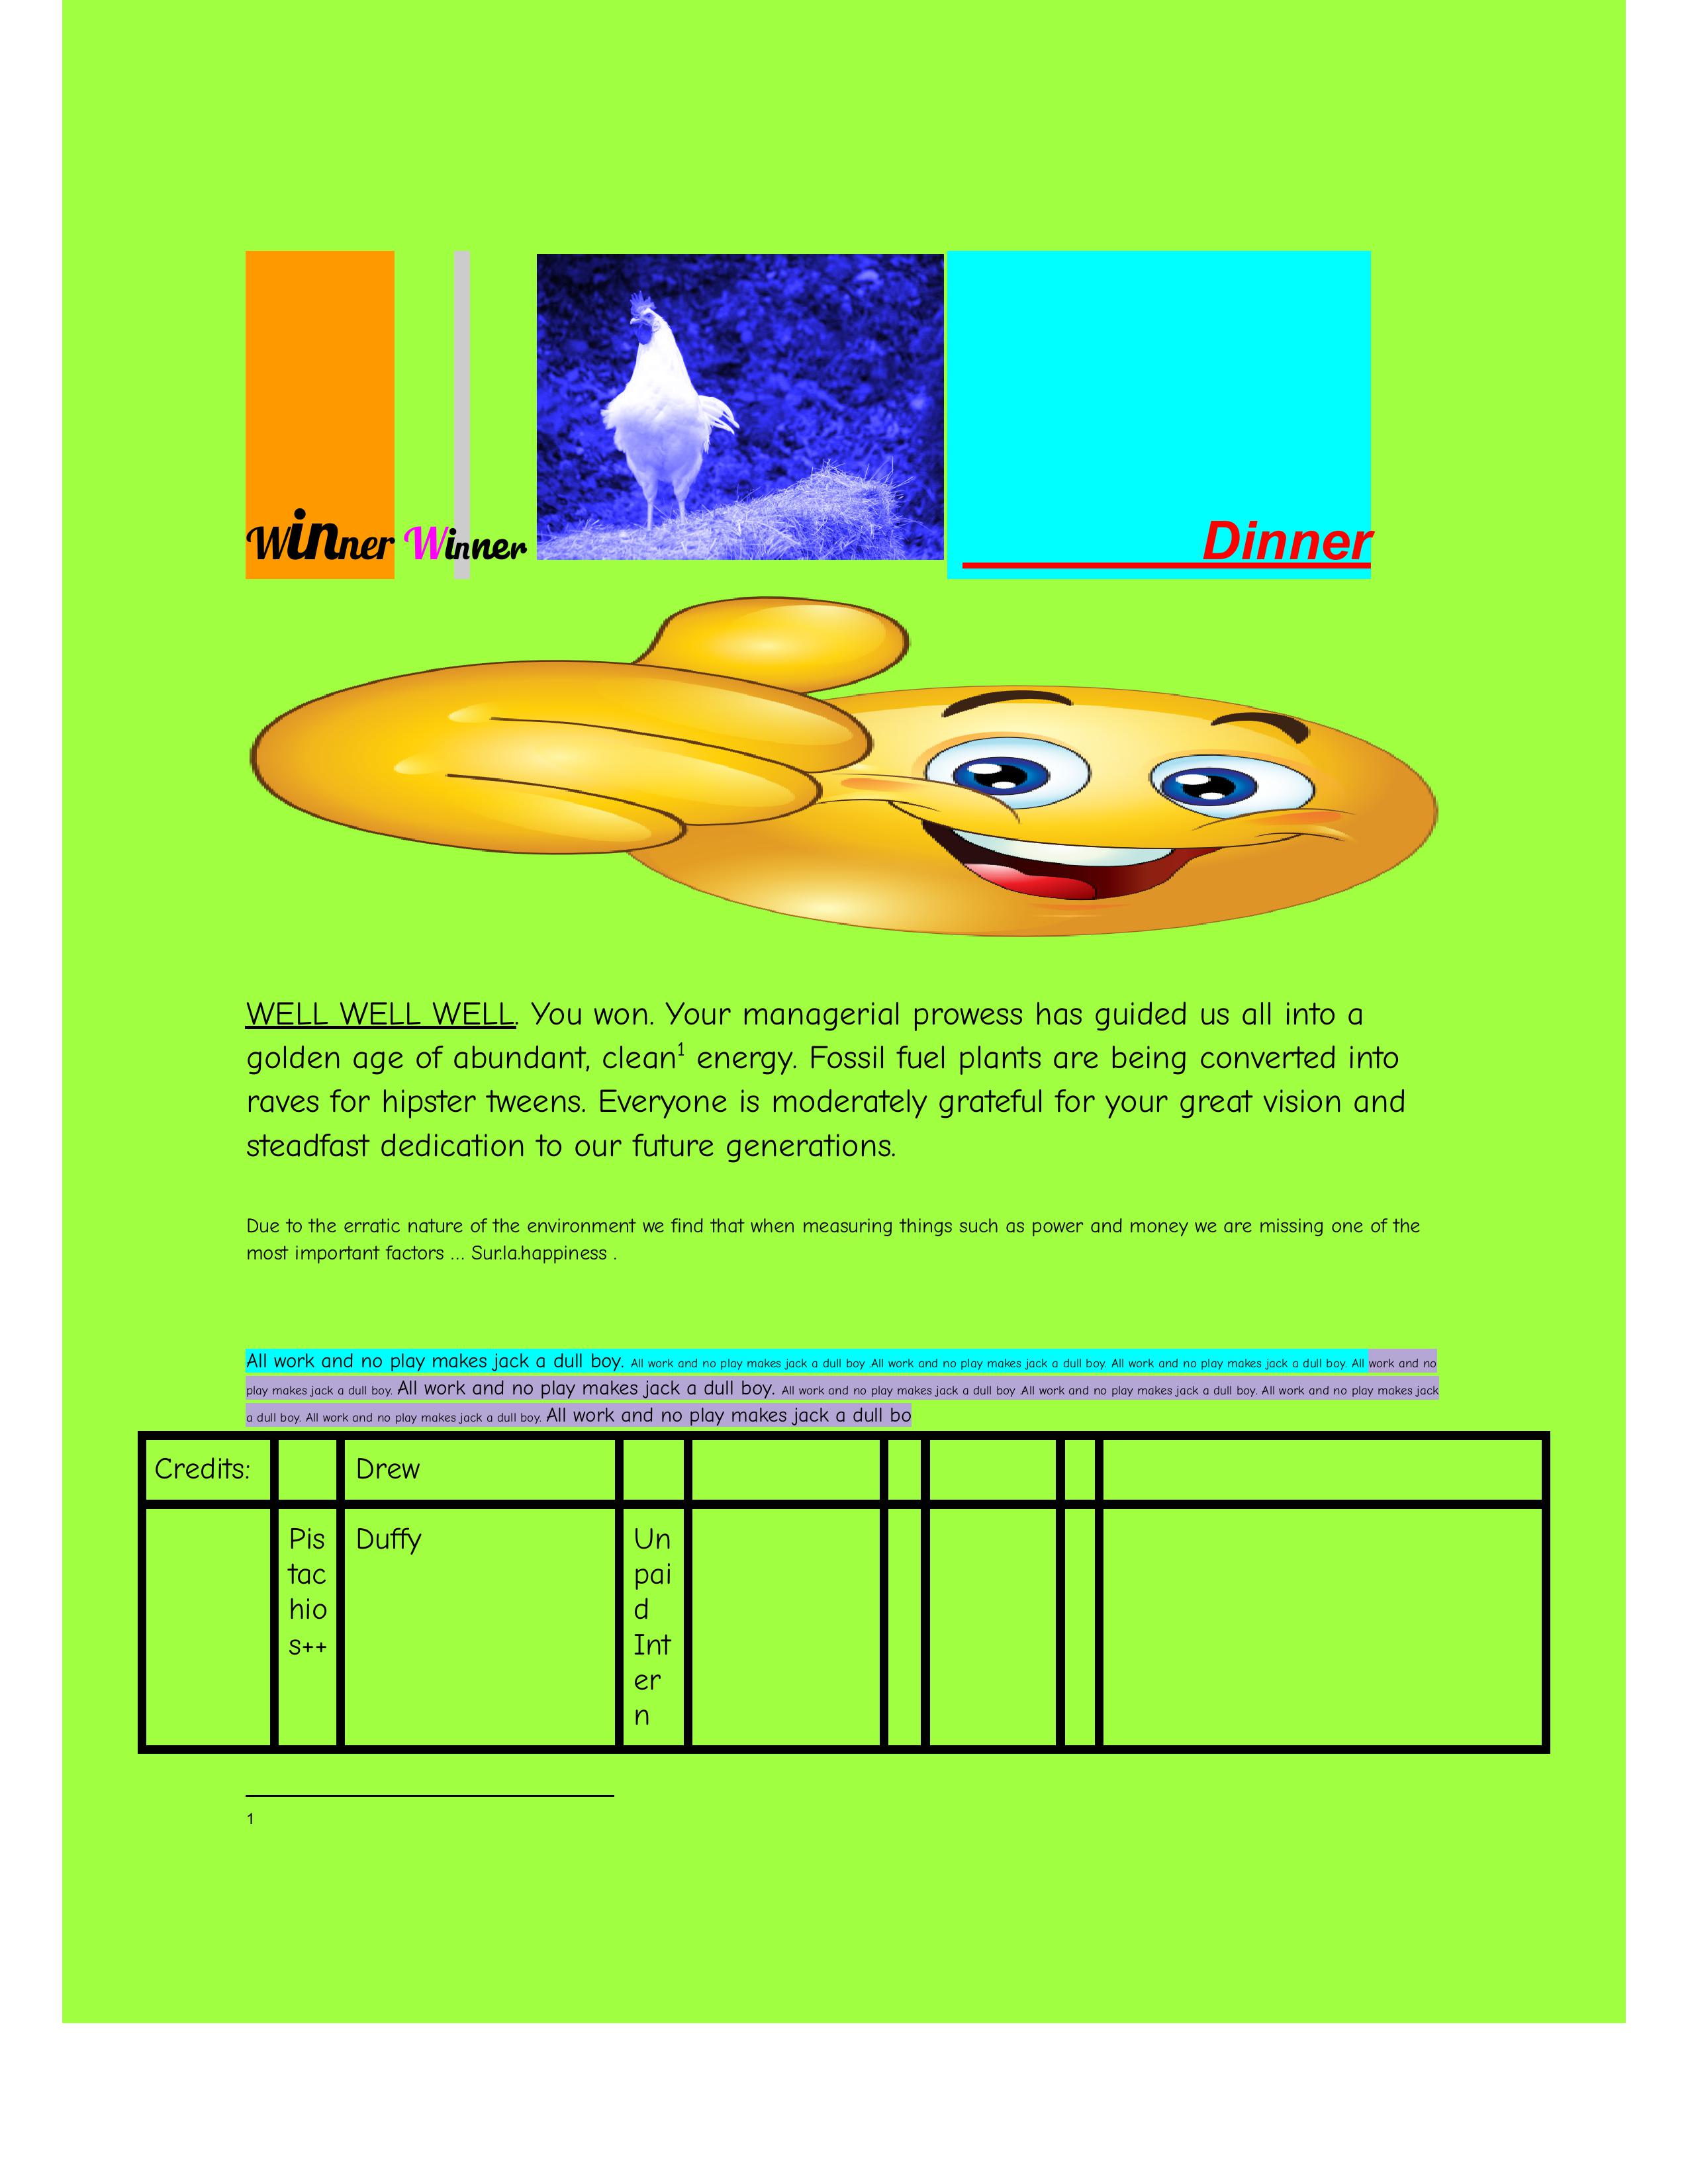 Winner Winner Dinner
WELL WELL WELL. You won. Your managerial prowess has guided us all into a
golden age of abundant, clean¹ energy. Fossil fuel plants are being converted into
raves for hipster tweens. Everyone is moderately grateful for your great vision and
steadfast dedication to our future generations.
Due to the erratic nature of the environment we find that when measuring things such as power and money we are missing one of the
most important factors ... Sur.la.happiness .
All work and no play makes jack a dull boy. All work and no play makes jack a dull boy .All work and no play makes jack a dull boy. All work and no play makes jack a dull boy. All work and no
play makes jack a dull boy. All work and no play makes jack a dull boy. All work and no play makes jack a dull boy .All work and no play makes jack a dull boy. All work and no play makes jack
a dull boy. All work and no play makes jack a dull boy. All work and no play makes jack a dull bo
Credits: Drew
Pis
tac
hio
s++
Duffy
Un
pai
d
Int
er
n
1